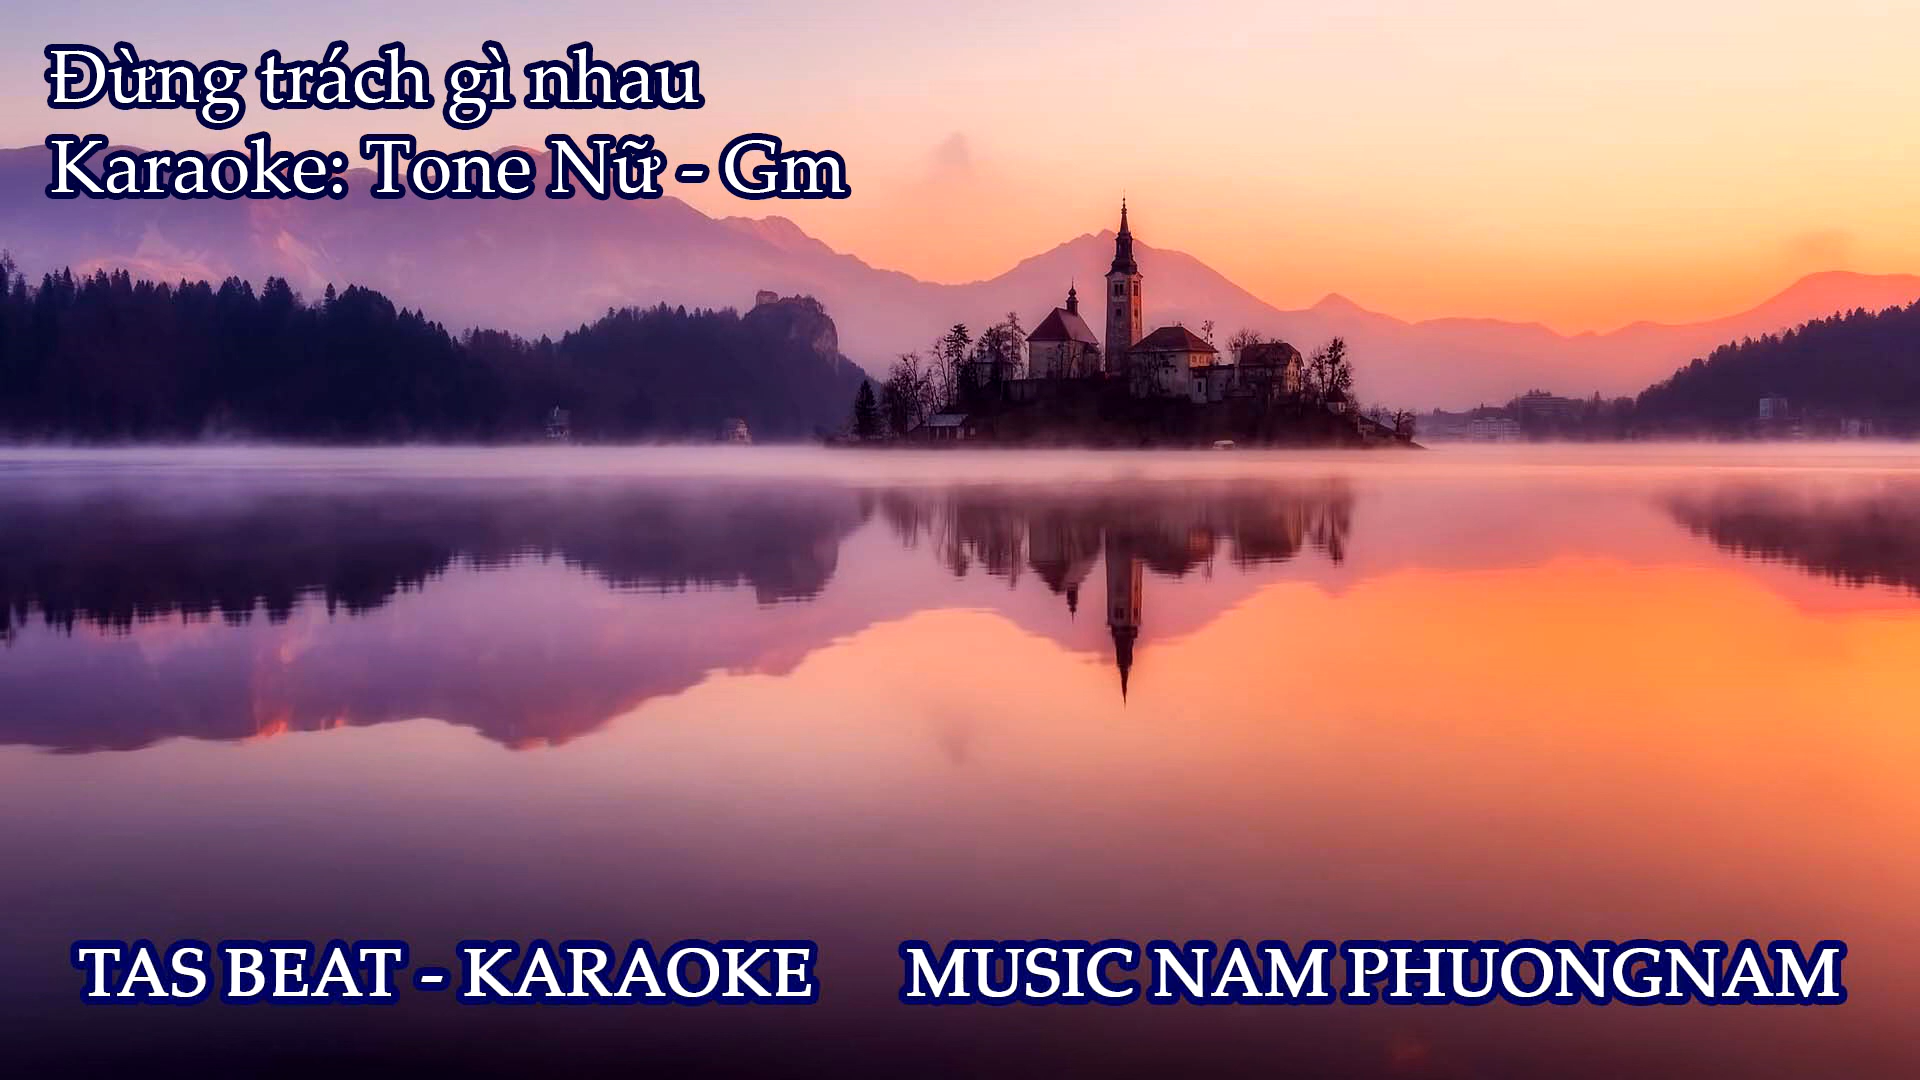 Đừng trách gì nhau
Karaoke: Tone Nữ - Gm
TAS BEAT - KARAOKE MUSIC NAM PHUONGNAM